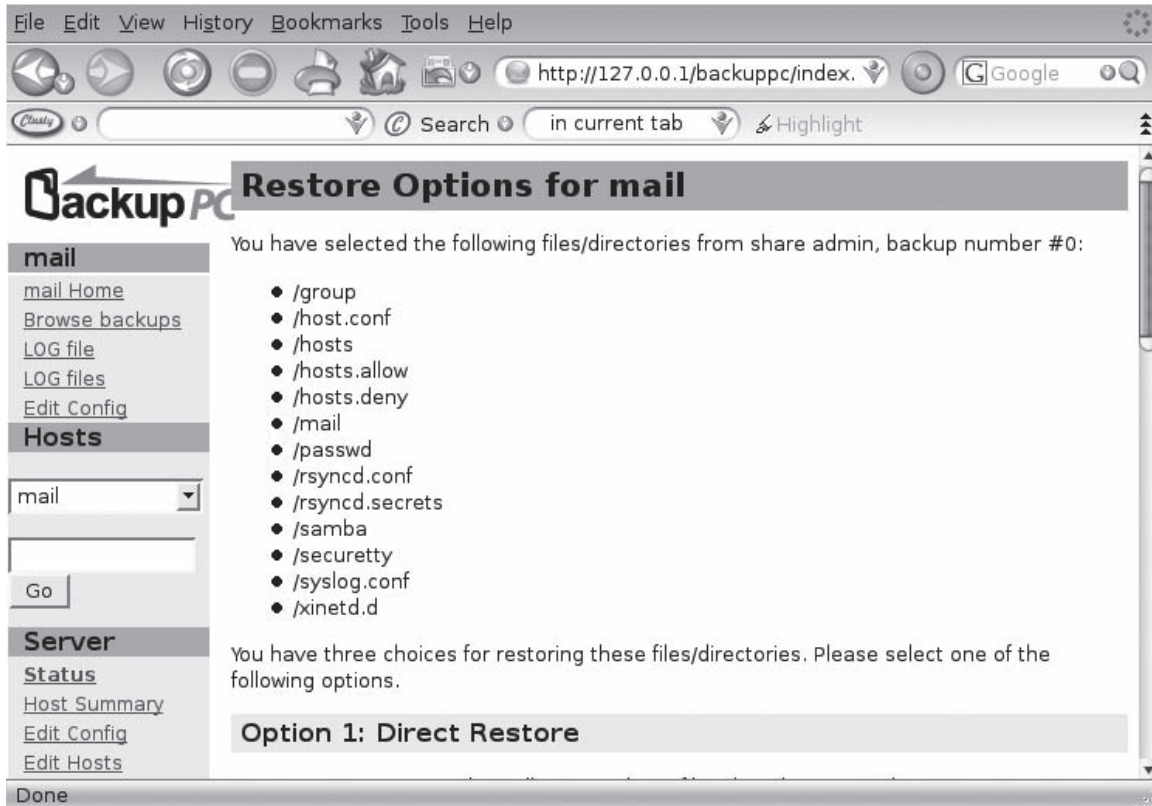 File Edit View History Bookmarks Tools Help
http://127.0.0.1/backuppc/index.
G Google
Clusty
Search
in current tab
Highlight
BackupPC
Restore Options for mail
You have selected the following files/directories from share admin, backup number #0:
/group
/host.conf
/hosts
/hosts.allow
/hosts.deny
/mail
/passwd
/rsyncd.conf
/rsyncd.secrets
/samba
/securetty
/syslog.conf
/xinetd.d
You have three choices for restoring these files/directories. Please select one of the
following options.
Option 1: Direct Restore
mail
mail Home
Browse backups
LOG file
LOG files
Edit Config
Hosts
mail
Go
Server
Status
Host Summary
Edit Config
Edit Hosts
Done